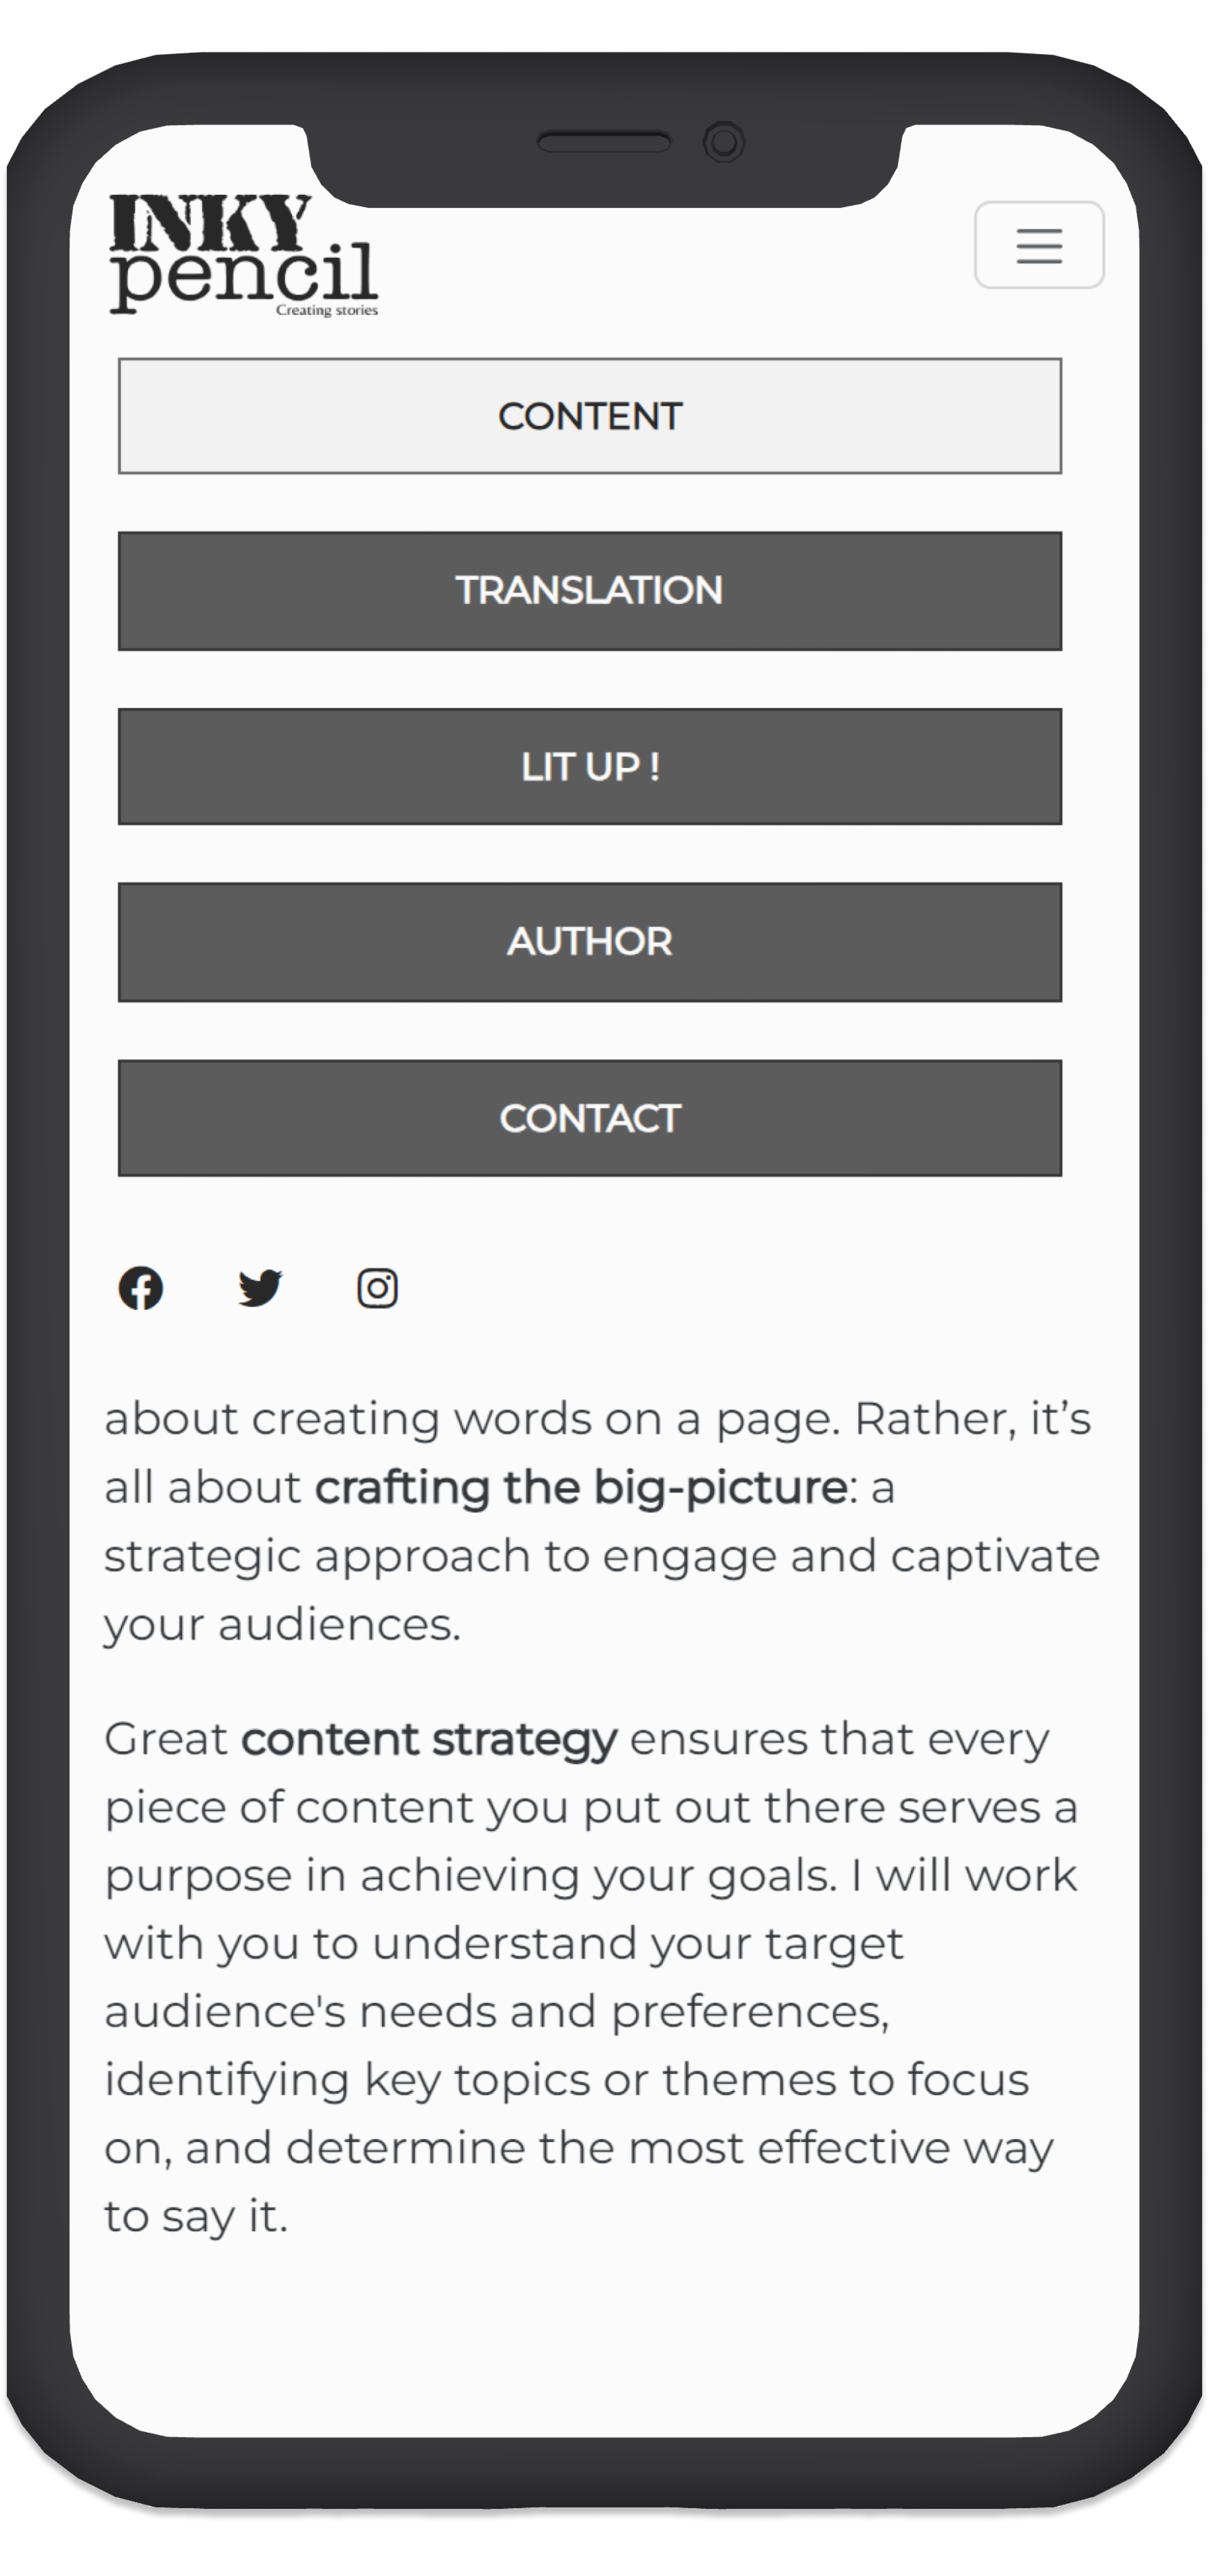 INKY
pencil
Creating stories
CONTENT
TRANSLATION
LIT UP !
AUTHOR
CONTACT
about creating words on a page. Rather, it’s
all about crafting the big-picture: a
strategic approach to engage and captivate
your audiences.
Great content strategy ensures that every
piece of content you put out there serves a
purpose in achieving your goals. I will work
with you to understand your target
audience's needs and preferences,
identifying key topics or themes to focus
on, and determine the most effective way
to say it.